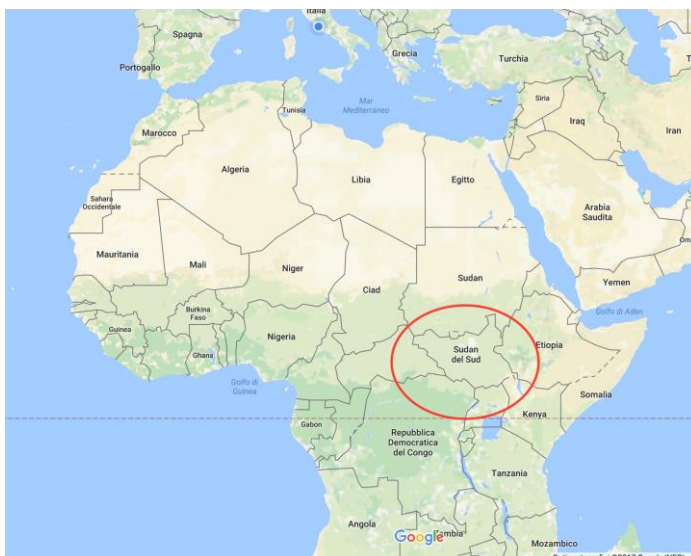 Italia
Spagna
Portogallo
Grecia
Turchia
Mar
Mediterraneo
Tunisia
Siria
Iraq
Iran
Marocco
Algeria
Libia
Egitto
Sahara
Occidentale
Arabia
Saudita
Mauritania
Mali
Niger
Ciad
Sudan
Yemen
Burkina
Faso
Golfo di Aden
Guinea
Nigeria
Ghana
Sudan
del Sud
Etiopia
Golfo di
Guinea
Somalia
Kenya
Gabon
Repubblica
Democratica
del Congo
Tanzania
Angola
Google
Mozambico